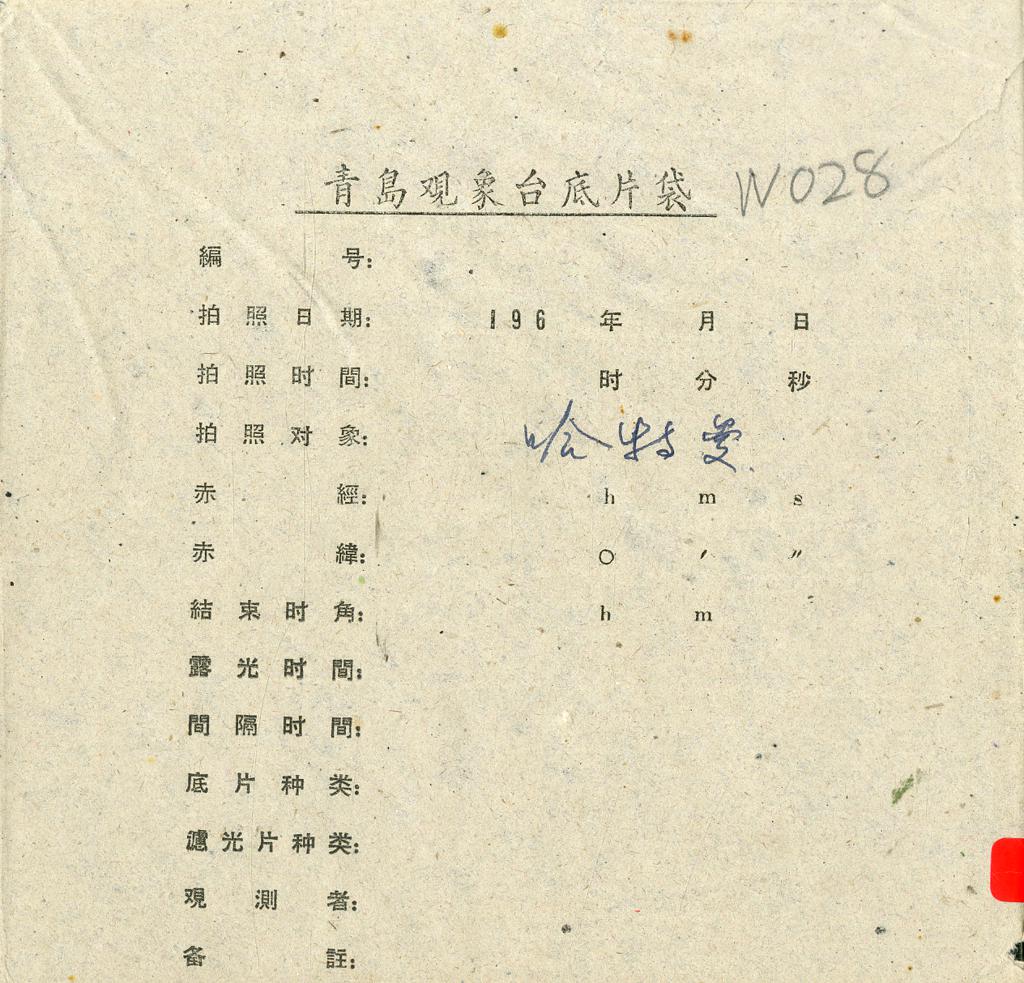 青島观象台底片袋 W028
編号:
拍照日期: 196 年 月 日
拍照时間: 时 分 秒
拍照对象: 哈特曼
赤經: h m s
赤緯: ○ ′ ″
結束时角: h m
露光时間:
間隔时間:
底片种类:
濾光片种类:
观測者:
备註: